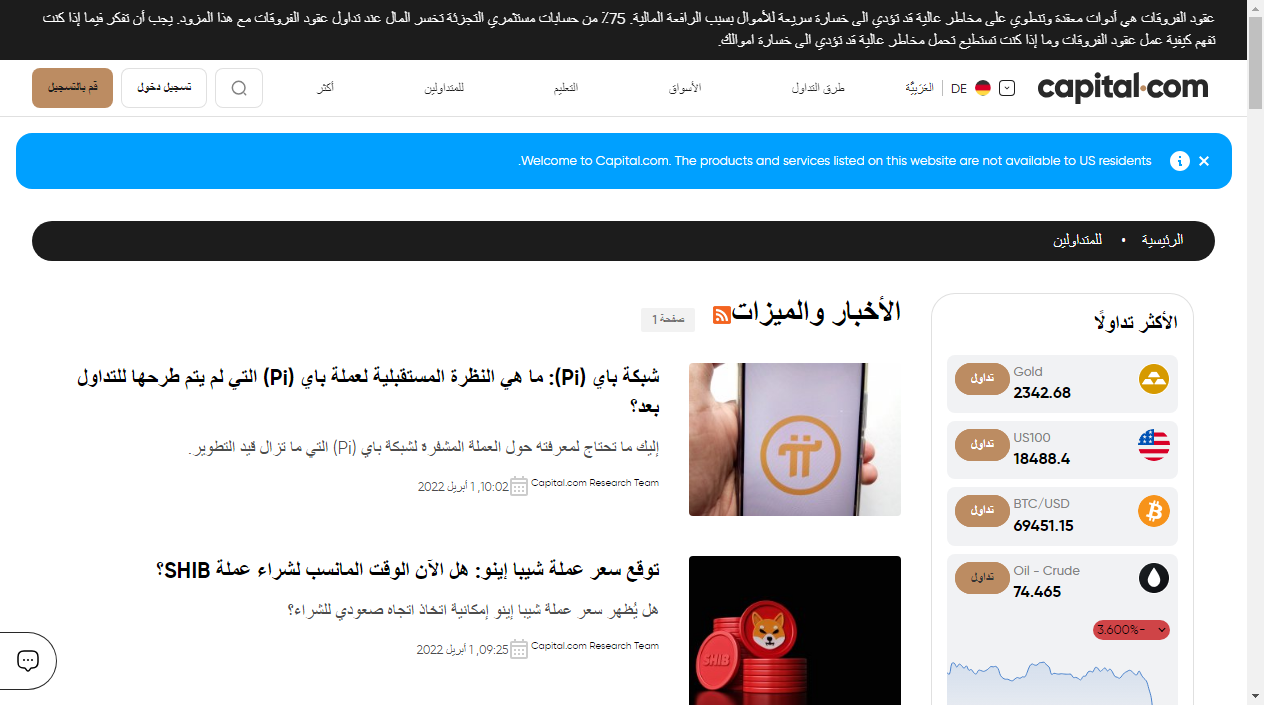 عقود الفروقات هي أدوات معقدة وتنطوي على مخاطر عالية قد تؤدي الى خسارة سريعة للأموال بسبب الرافعة المالية. 75٪ من حسابات مستثمري التجزئة تخسر المال عند تداول عقود الفروقات مع هذا المزود. يجب أن تفكر فيما إذا كنت
تفهم كيفية عمل عقود الفروقات وما إذا كنت تستطيع تحمل مخاطر عالية قد تؤدي الى خسارة اموالك.
capital.com
DE
العَرَبِيَّة
طرق التداول
الأسواق
التعليم
للمتداولين
أكثر
تسجيل دخول
قم بالتسجيل
Welcome to Capital.com. The products and services listed on this website are not available to US residents.
الرئيسية • للمتداولين
الأكثر تداولًا
Gold
2342.68
تداول
US100
18488.4
تداول
BTC/USD
69451.15
تداول
Oil - Crude
74.465
تداول
3.600%−
الأخبار والميزات
صفحة 1
شبكة باي (Pi): ما هي النظرة المستقبلية لعملة باي (Pi) التي لم يتم طرحها للتداول
بعد؟
إليك ما تحتاج لمعرفته حول العملة المشفرة لشبكة باي (Pi) التي ما تزال قيد التطوير.
Capital.com Research Team
10:02, 1 أبريل 2022
توقع سعر عملة شيبا إينو: هل الآن الوقت المانسب لشراء عملة SHIB؟
هل يُظهر سعر عملة شيبا إينو إمكانية اتخاذ اتجاه صعودي للشراء؟
Capital.com Research Team
09:25, 1 أبريل 2022
SHIB